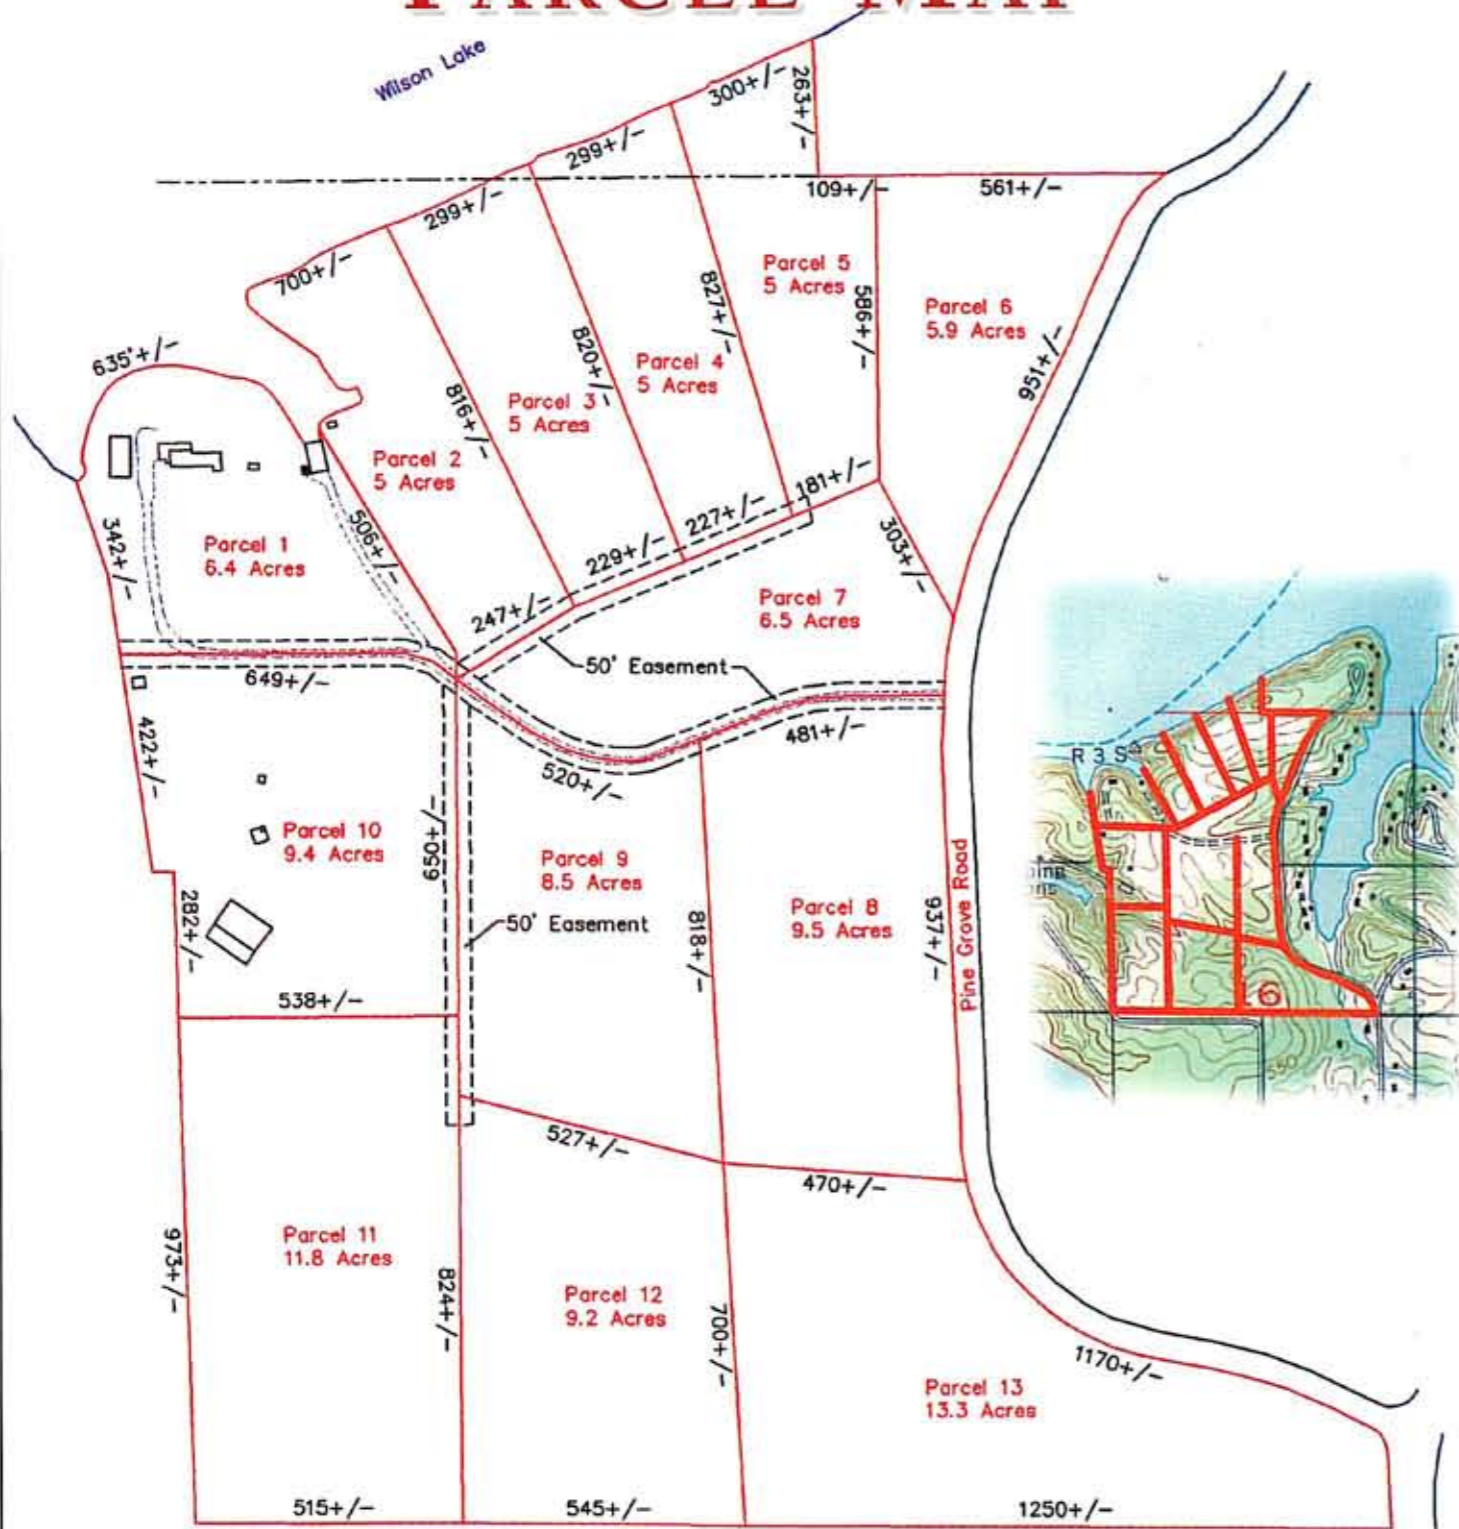 PARCEL MAP
Wilson Lake
300+/-
263+/-
299+/-
109+/-
561+/-
299+/-
700+/-
Parcel 5
5 Acres
827+/-
586+/-
Parcel 6
5.9 Acres
951+/-
635'+/-
820+/-
Parcel 4
5 Acres
816+/-
Parcel 3
5 Acres
Parcel 2
5 Acres
181+/-
227+/-
229+/-
247+/-
303+/-
342+/-
506+/-
Parcel 1
6.4 Acres
Parcel 7
6.5 Acres
50' Easement
649+/-
422+/-
481+/-
520+/-
R 3 S
Parcel 10
9.4 Acres
950+/-
Parcel 9
8.5 Acres
282+/-
50' Easement
818+/-
Parcel 8
9.5 Acres
937+/-
Pine Grove Road
538+/-
16
550
527+/-
470+/-
973+/-
Parcel 11
11.8 Acres
824+/-
Parcel 12
9.2 Acres
700+/-
1170+/-
Parcel 13
13.3 Acres
515+/-
545+/-
1250+/-